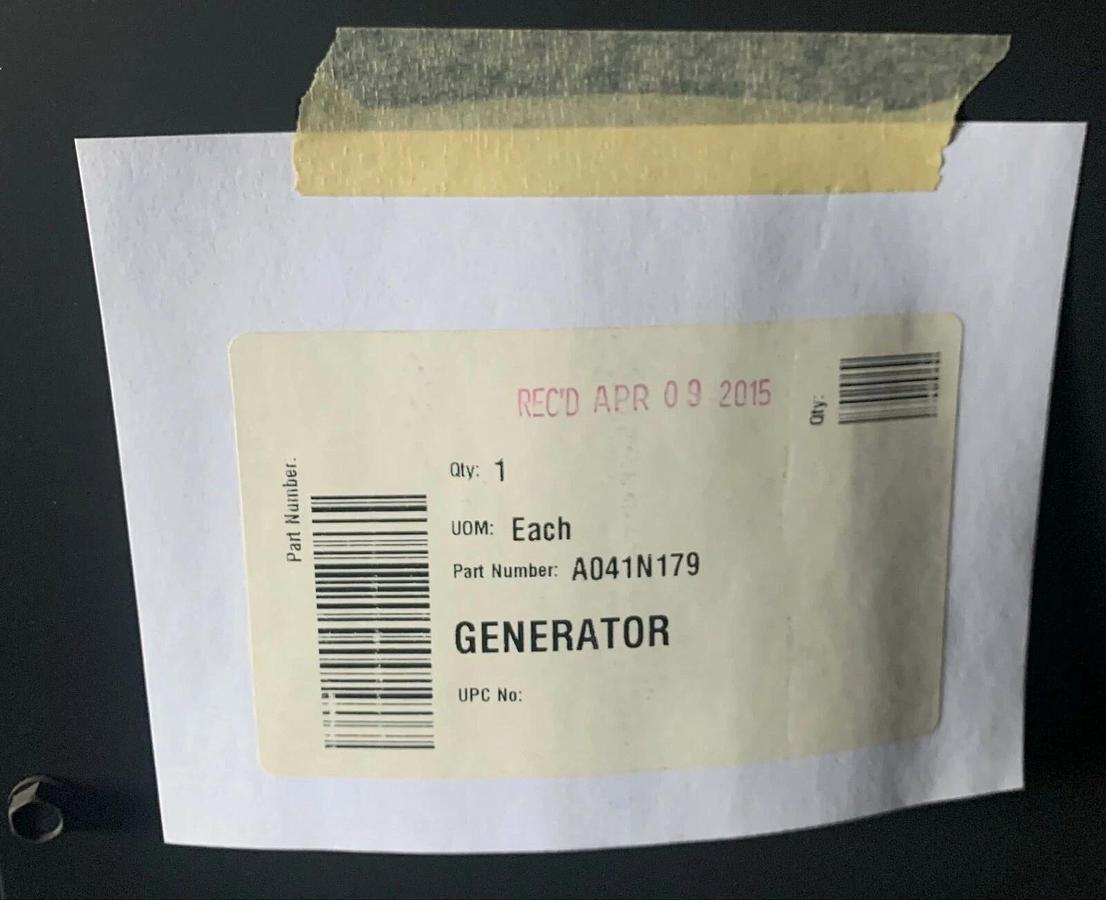 REC'D APR 09 2015
Qty:
Part Number:
Qty: 1
UOM: Each
Part Number: A041N179
GENERATOR
UPC No: